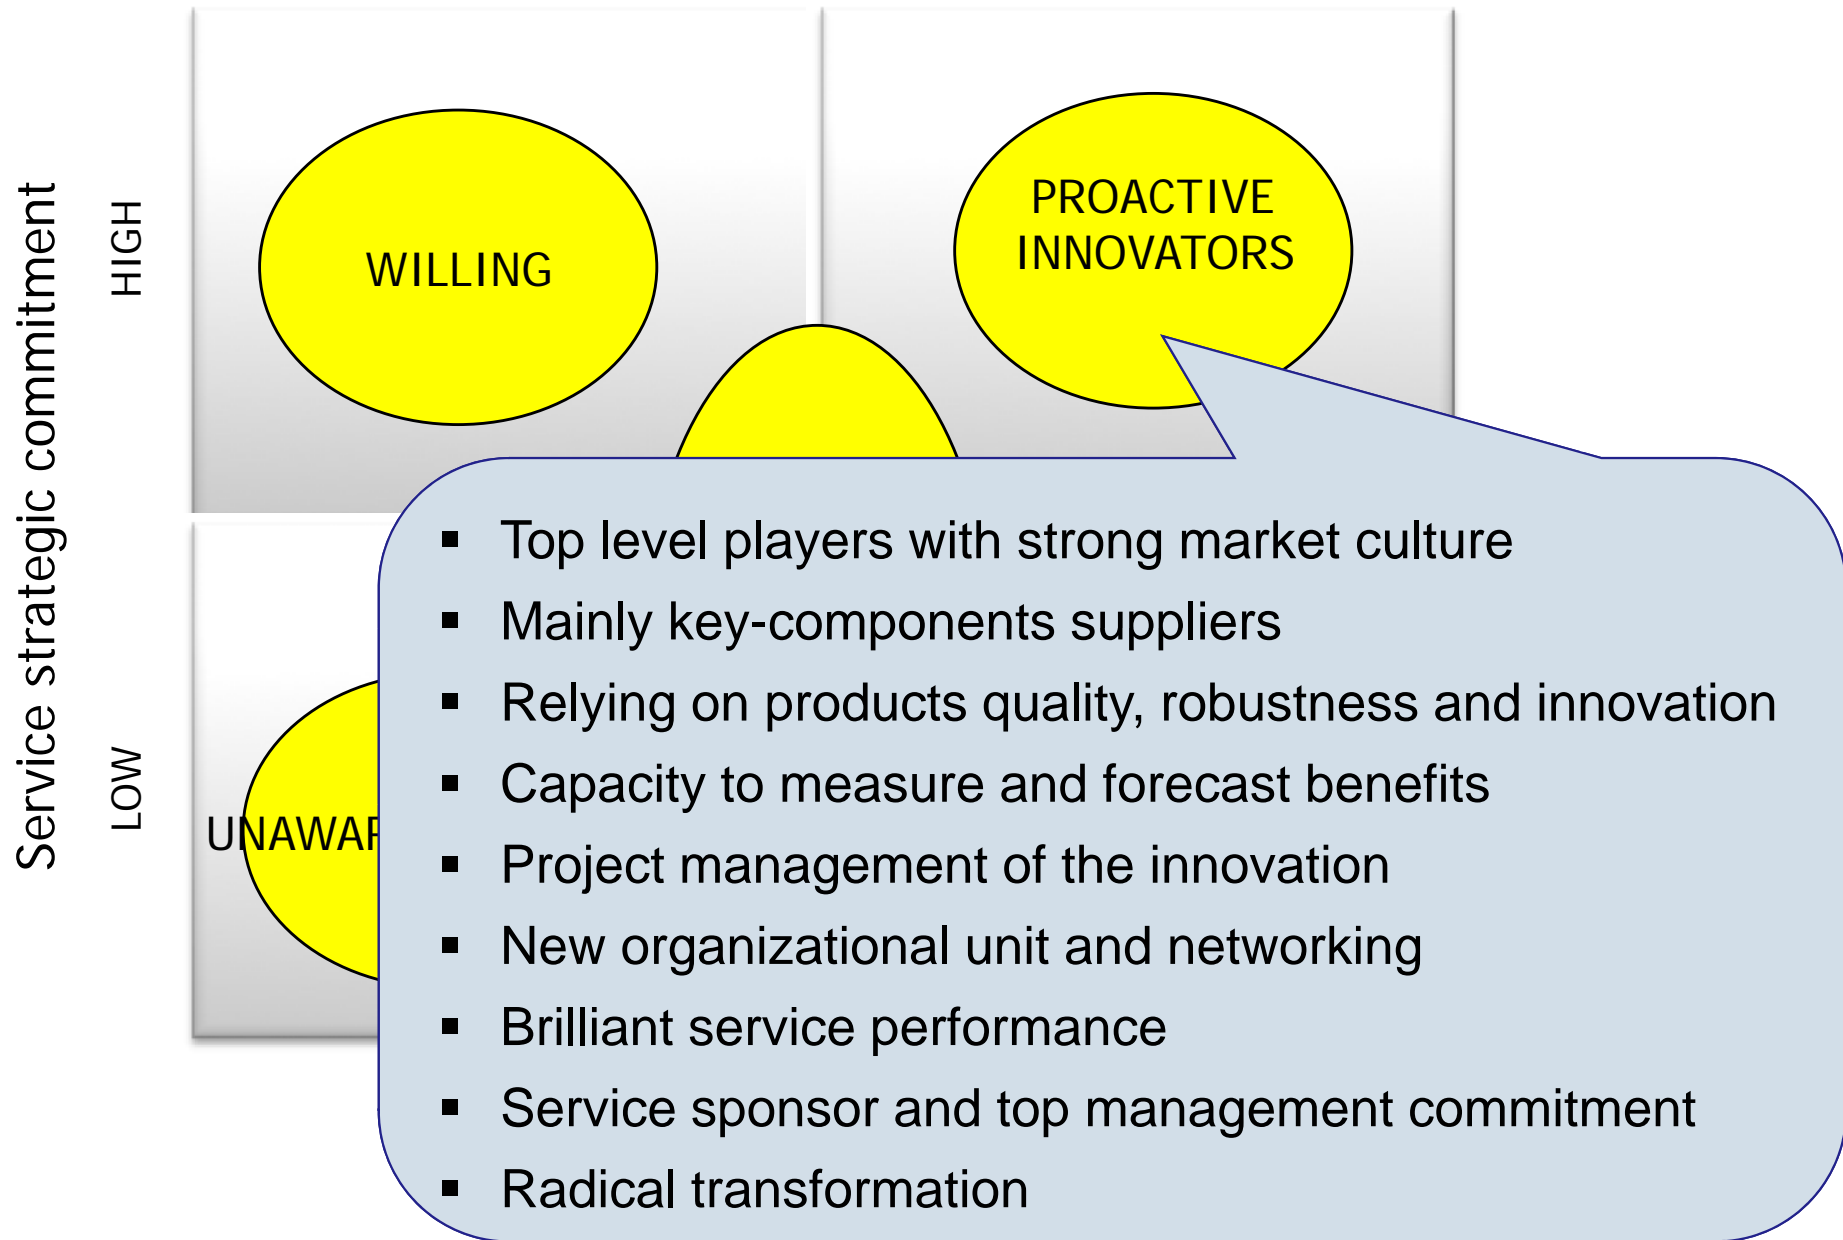 Service strategic commitment
HIGH
LOW
WILLING
PROACTIVE
INNOVATORS
▪ Top level players with strong market culture
▪ Mainly key-components suppliers
▪ Relying on products quality, robustness and innovation
▪ Capacity to measure and forecast benefits
▪ Project management of the innovation
▪ New organizational unit and networking
▪ Brilliant service performance
▪ Service sponsor and top management commitment
▪ Radical transformation